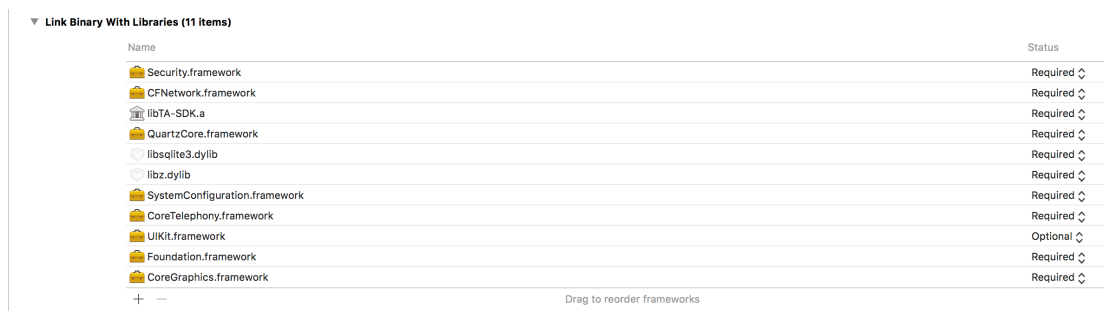 Link Binary With Libraries (11 items)
Name Status
Security.framework Required
CFNetwork.framework Required
libTA-SDK.a Required
QuartzCore.framework Required
libsqlite3.dylib Required
libz.dylib Required
SystemConfiguration.framework Required
CoreTelephony.framework Required
UIKit.framework Optional
Foundation.framework Required
CoreGraphics.framework Required
Drag to reorder frameworks